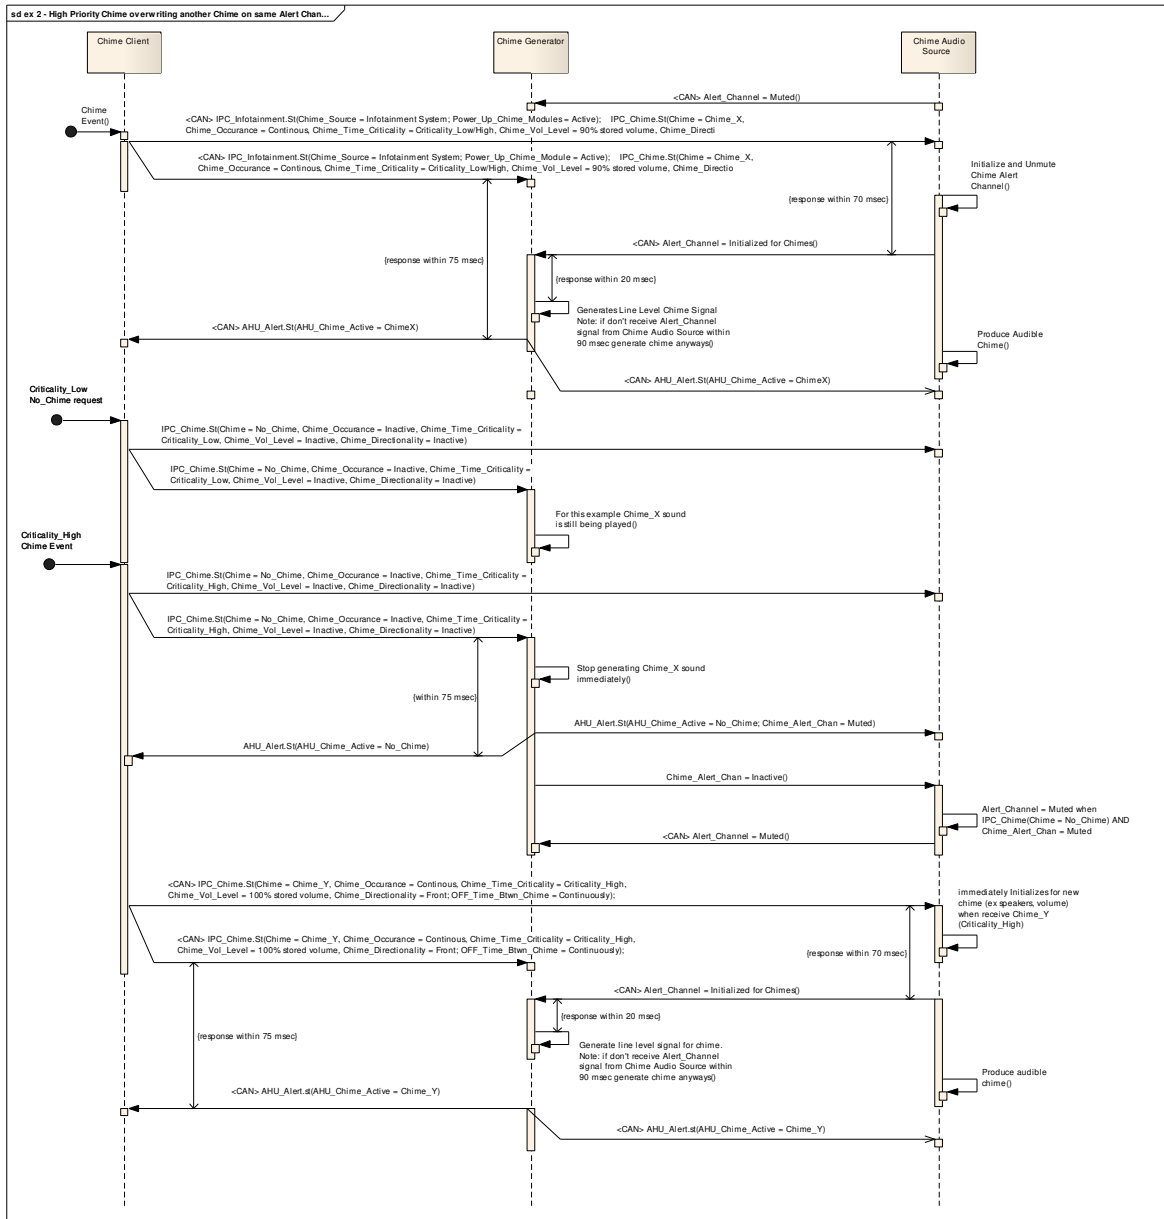 sd ex 2 - High Priority Chime overwriting another Chime on same Alert Chan...
Chime Client
Chime Generator
Chime Audio
Source
<CAN> Alert_Channel = Muted()
Chime
Event()
<CAN> IPC_Infotainment.St(Chime_Source = Infotainment System; Power_Up_Chime_Modules = Active);    IPC_Chime.St(Chime = Chime_X,
Chime_Occurance = Continous, Chime_Time_Criticality = Criticality_Low/High, Chime_Vol_Level = 90% stored volume, Chime_Directi
<CAN> IPC_Infotainment.St(Chime_Source = Infotainment System; Power_Up_Chime_Module = Active);    IPC_Chime.St(Chime = Chime_X,
Chime_Occurance = Continous, Chime_Time_Criticality = Criticality_Low/High, Chime_Vol_Level = 90% stored volume, Chime_Directio
Initialize and Unmute
Chime Alert
Channel()
{response within 70 msec}
<CAN> Alert_Channel = Initialized for Chimes()
{response within 75 msec}
{response within 20 msec}
Generates Line Level Chime Signal
Note: if don't receive Alert_Channel
signal from Chime Audio Source within
90 msec generate chime anyways()
<CAN> AHU_Alert.St(AHU_Chime_Active = ChimeX)
Produce Audible
Chime()
<CAN> AHU_Alert.St(AHU_Chime_Active = ChimeX)
Criticality_Low
No_Chime request
IPC_Chime.St(Chime = No_Chime, Chime_Occurance = Inactive, Chime_Time_Criticality =
Criticality_Low, Chime_Vol_Level = Inactive, Chime_Directionality = Inactive)
IPC_Chime.St(Chime = No_Chime, Chime_Occurance = Inactive, Chime_Time_Criticality =
Criticality_Low, Chime_Vol_Level = Inactive, Chime_Directionality = Inactive)
For this example Chime_X sound
is still being played()
Criticality_High
Chime Event
IPC_Chime.St(Chime = No_Chime, Chime_Occurance = Inactive, Chime_Time_Criticality =
Criticality_High, Chime_Vol_Level = Inactive, Chime_Directionality = Inactive)
IPC_Chime.St(Chime = No_Chime, Chime_Occurance = Inactive, Chime_Time_Criticality =
Criticality_High, Chime_Vol_Level = Inactive, Chime_Directionality = Inactive)
Stop generating Chime_X sound
immediately()
{within 75 msec}
AHU_Alert.St(AHU_Chime_Active = No_Chime; Chime_Alert_Chan = Muted)
AHU_Alert.St(AHU_Chime_Active = No_Chime)
Chime_Alert_Chan = Inactive()
Alert_Channel = Muted when
IPC_Chime(Chime = No_Chime) AND
Chime_Alert_Chan = Muted
<CAN> Alert_Channel = Muted()
<CAN> IPC_Chime.St(Chime = Chime_Y, Chime_Occurance = Continous, Chime_Time_Criticality = Criticality_High,
Chime_Vol_Level = 100% stored volume, Chime_Directionality = Front; OFF_Time_Btwn_Chime = Continuously);
immediately Initializes for new
chime (ex speakers, volume)
when receive Chime_Y
(Criticality_High)
<CAN> IPC_Chime.St(Chime = Chime_Y, Chime_Occurance = Continous, Chime_Time_Criticality = Criticality_High,
Chime_Vol_Level = 100% stored volume, Chime_Directionality = Front; OFF_Time_Btwn_Chime = Continuously);
{response within 70 msec}
<CAN> Alert_Channel = Initialized for Chimes()
{response within 20 msec}
{response within 75 msec}
Generate line level signal for chime.
Note: if don't receive Alert_Channel
signal from Chime Audio Source within
90 msec generate chime anyways()
Produce audible
chime()
<CAN> AHU_Alert.st(AHU_Chime_Active = Chime_Y)
<CAN> AHU_Alert.st(AHU_Chime_Active = Chime_Y)